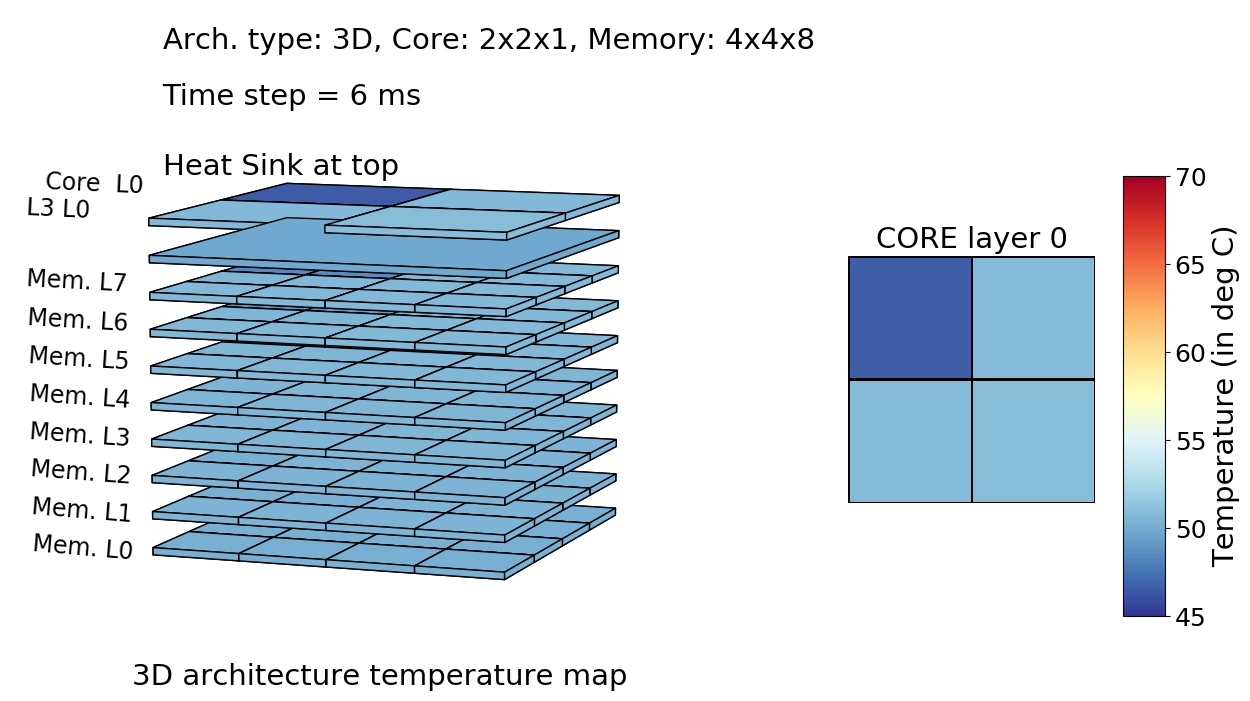 Arch. type: 3D, Core: 2x2x1, Memory: 4x4x8
Time step = 6 ms
Heat Sink at top
Core  L0
L3 L0
Mem. L7
Mem. L6
Mem. L5
Mem. L4
Mem. L3
Mem. L2
Mem. L1
Mem. L0
3D architecture temperature map
CORE layer 0
70
65
60
55
50
45
Temperature (in deg C)